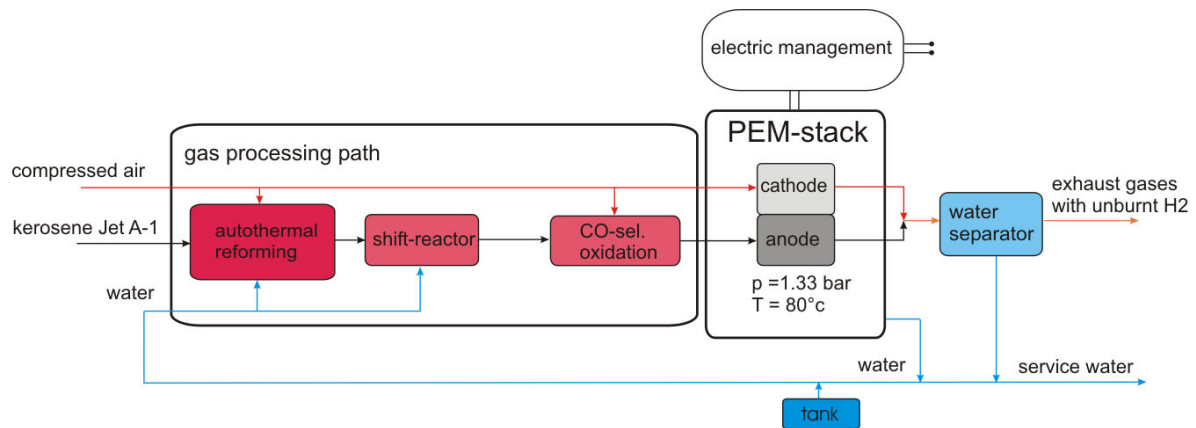 electric management
PEM-stack
gas processing path
compressed air
cathode
exhaust gases
with unburnt H2
kerosene Jet A-1
autothermal
reforming
shift-reactor
CO-sel.
oxidation
anode
water
separator
p =1.33 bar
T = 80°c
water
water
service water
tank